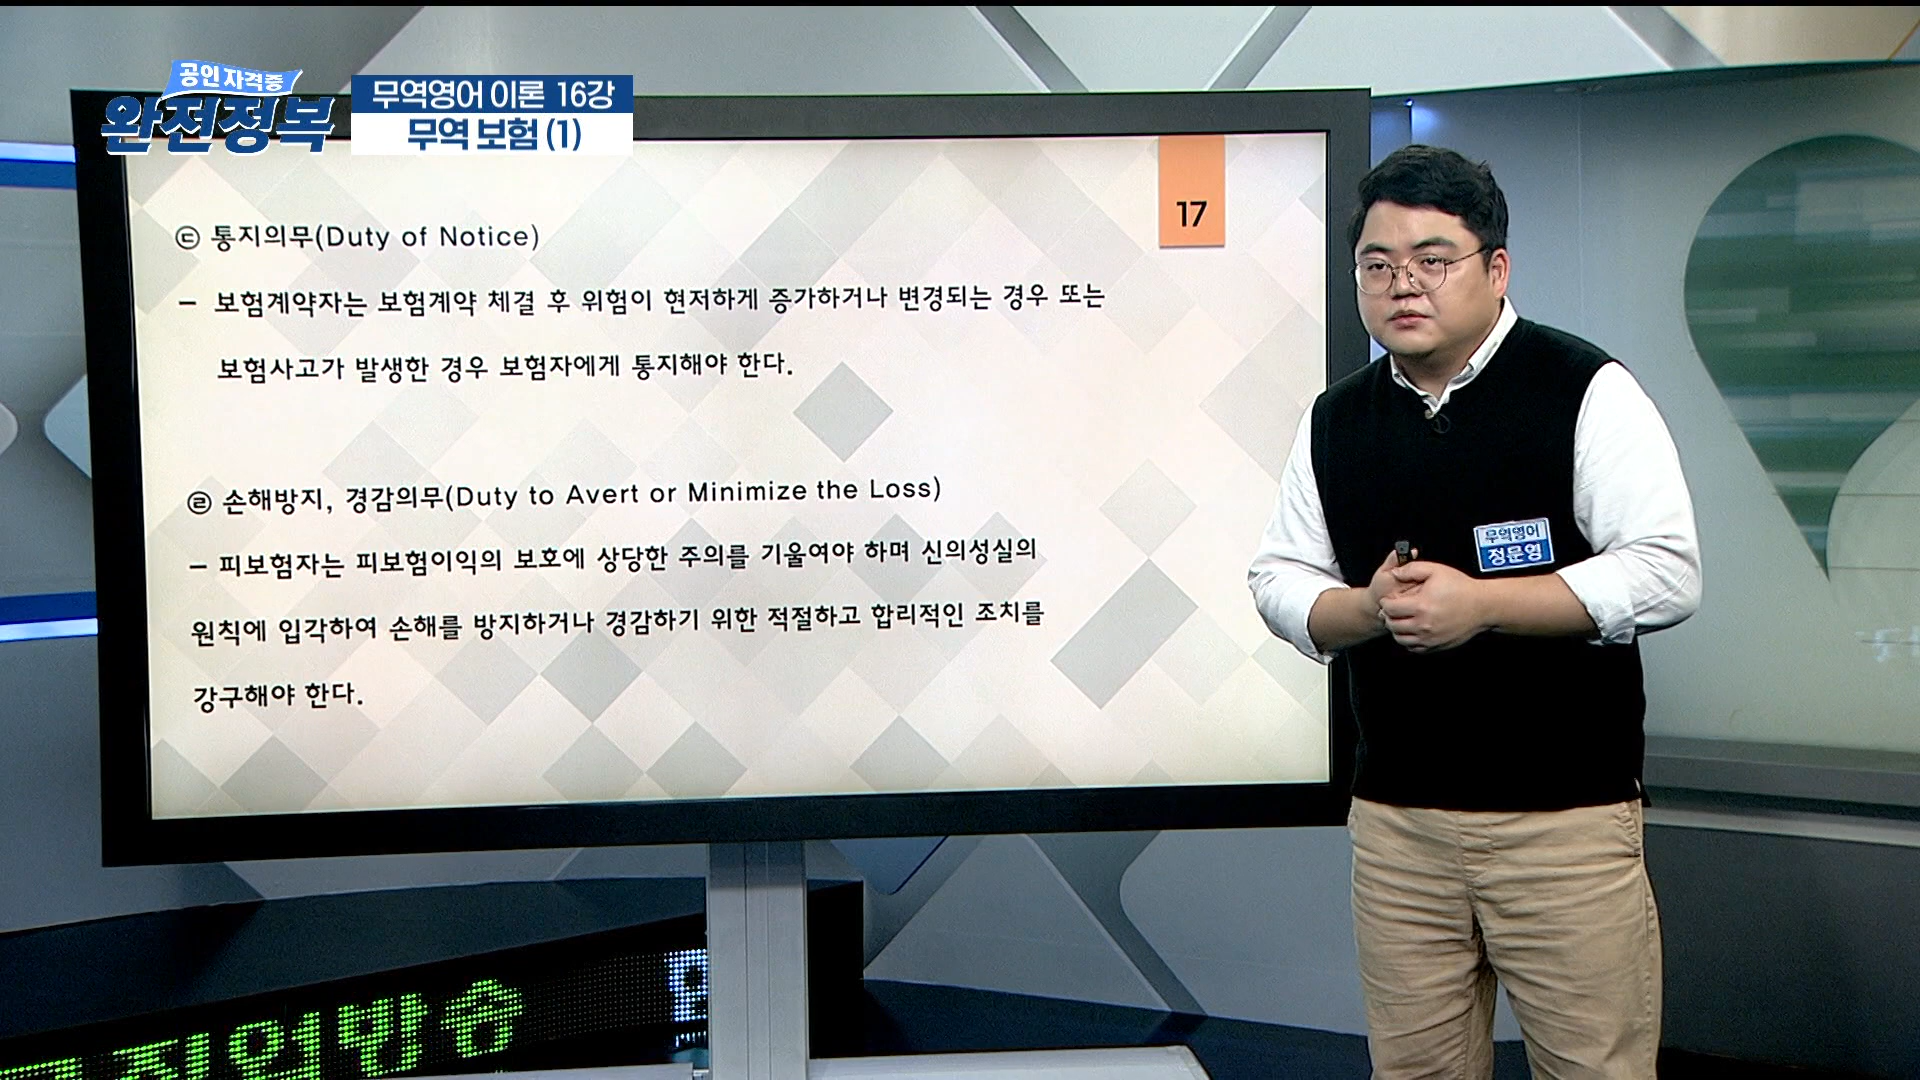 공인 자격증
완전정복
무역영어 이론 16강
무역 보험 (1)
17
㉢ 통지의무(Duty of Notice)
– 보험계약자는 보험계약 체결 후 위험이 현저하게 증가하거나 변경되는 경우 또는
보험사고가 발생한 경우 보험자에게 통지해야 한다.
㉣ 손해방지, 경감의무(Duty to Avert or Minimize the Loss)
– 피보험자는 피보험이익의 보호에 상당한 주의를 기울여야 하며 신의성실의
원칙에 입각하여 손해를 방지하거나 경감하기 위한 적절하고 합리적인 조치를
강구해야 한다.
무역영어
정문영
직업방송